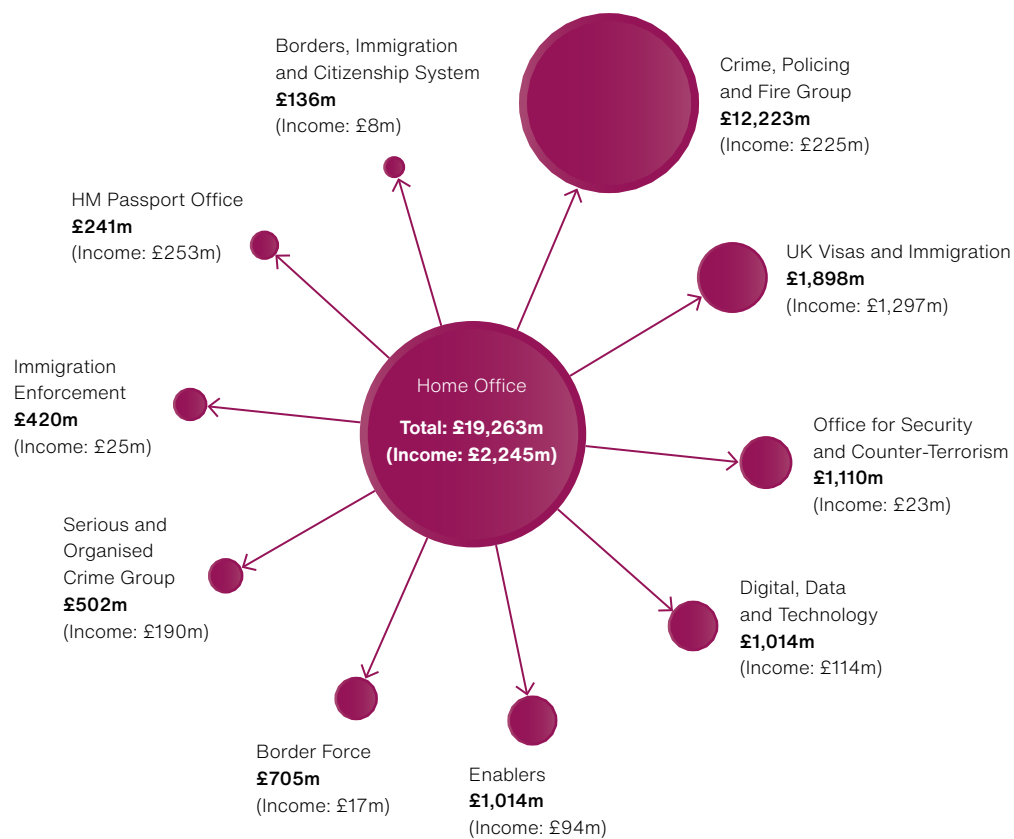 Borders, Immigration
and Citizenship System
£136m
(Income: £8m)
Crime, Policing
and Fire Group
£12,223m
(Income: £225m)
HM Passport Office
£241m
(Income: £253m)
UK Visas and Immigration
£1,898m
(Income: £1,297m)
Immigration
Enforcement
£420m
(Income: £25m)
Home Office
Total: £19,263m
(Income: £2,245m)
Office for Security
and Counter-Terrorism
£1,110m
(Income: £23m)
Serious and
Organised
Crime Group
£502m
(Income: £190m)
Digital, Data
and Technology
£1,014m
(Income: £114m)
Border Force
£705m
(Income: £17m)
Enablers
£1,014m
(Income: £94m)